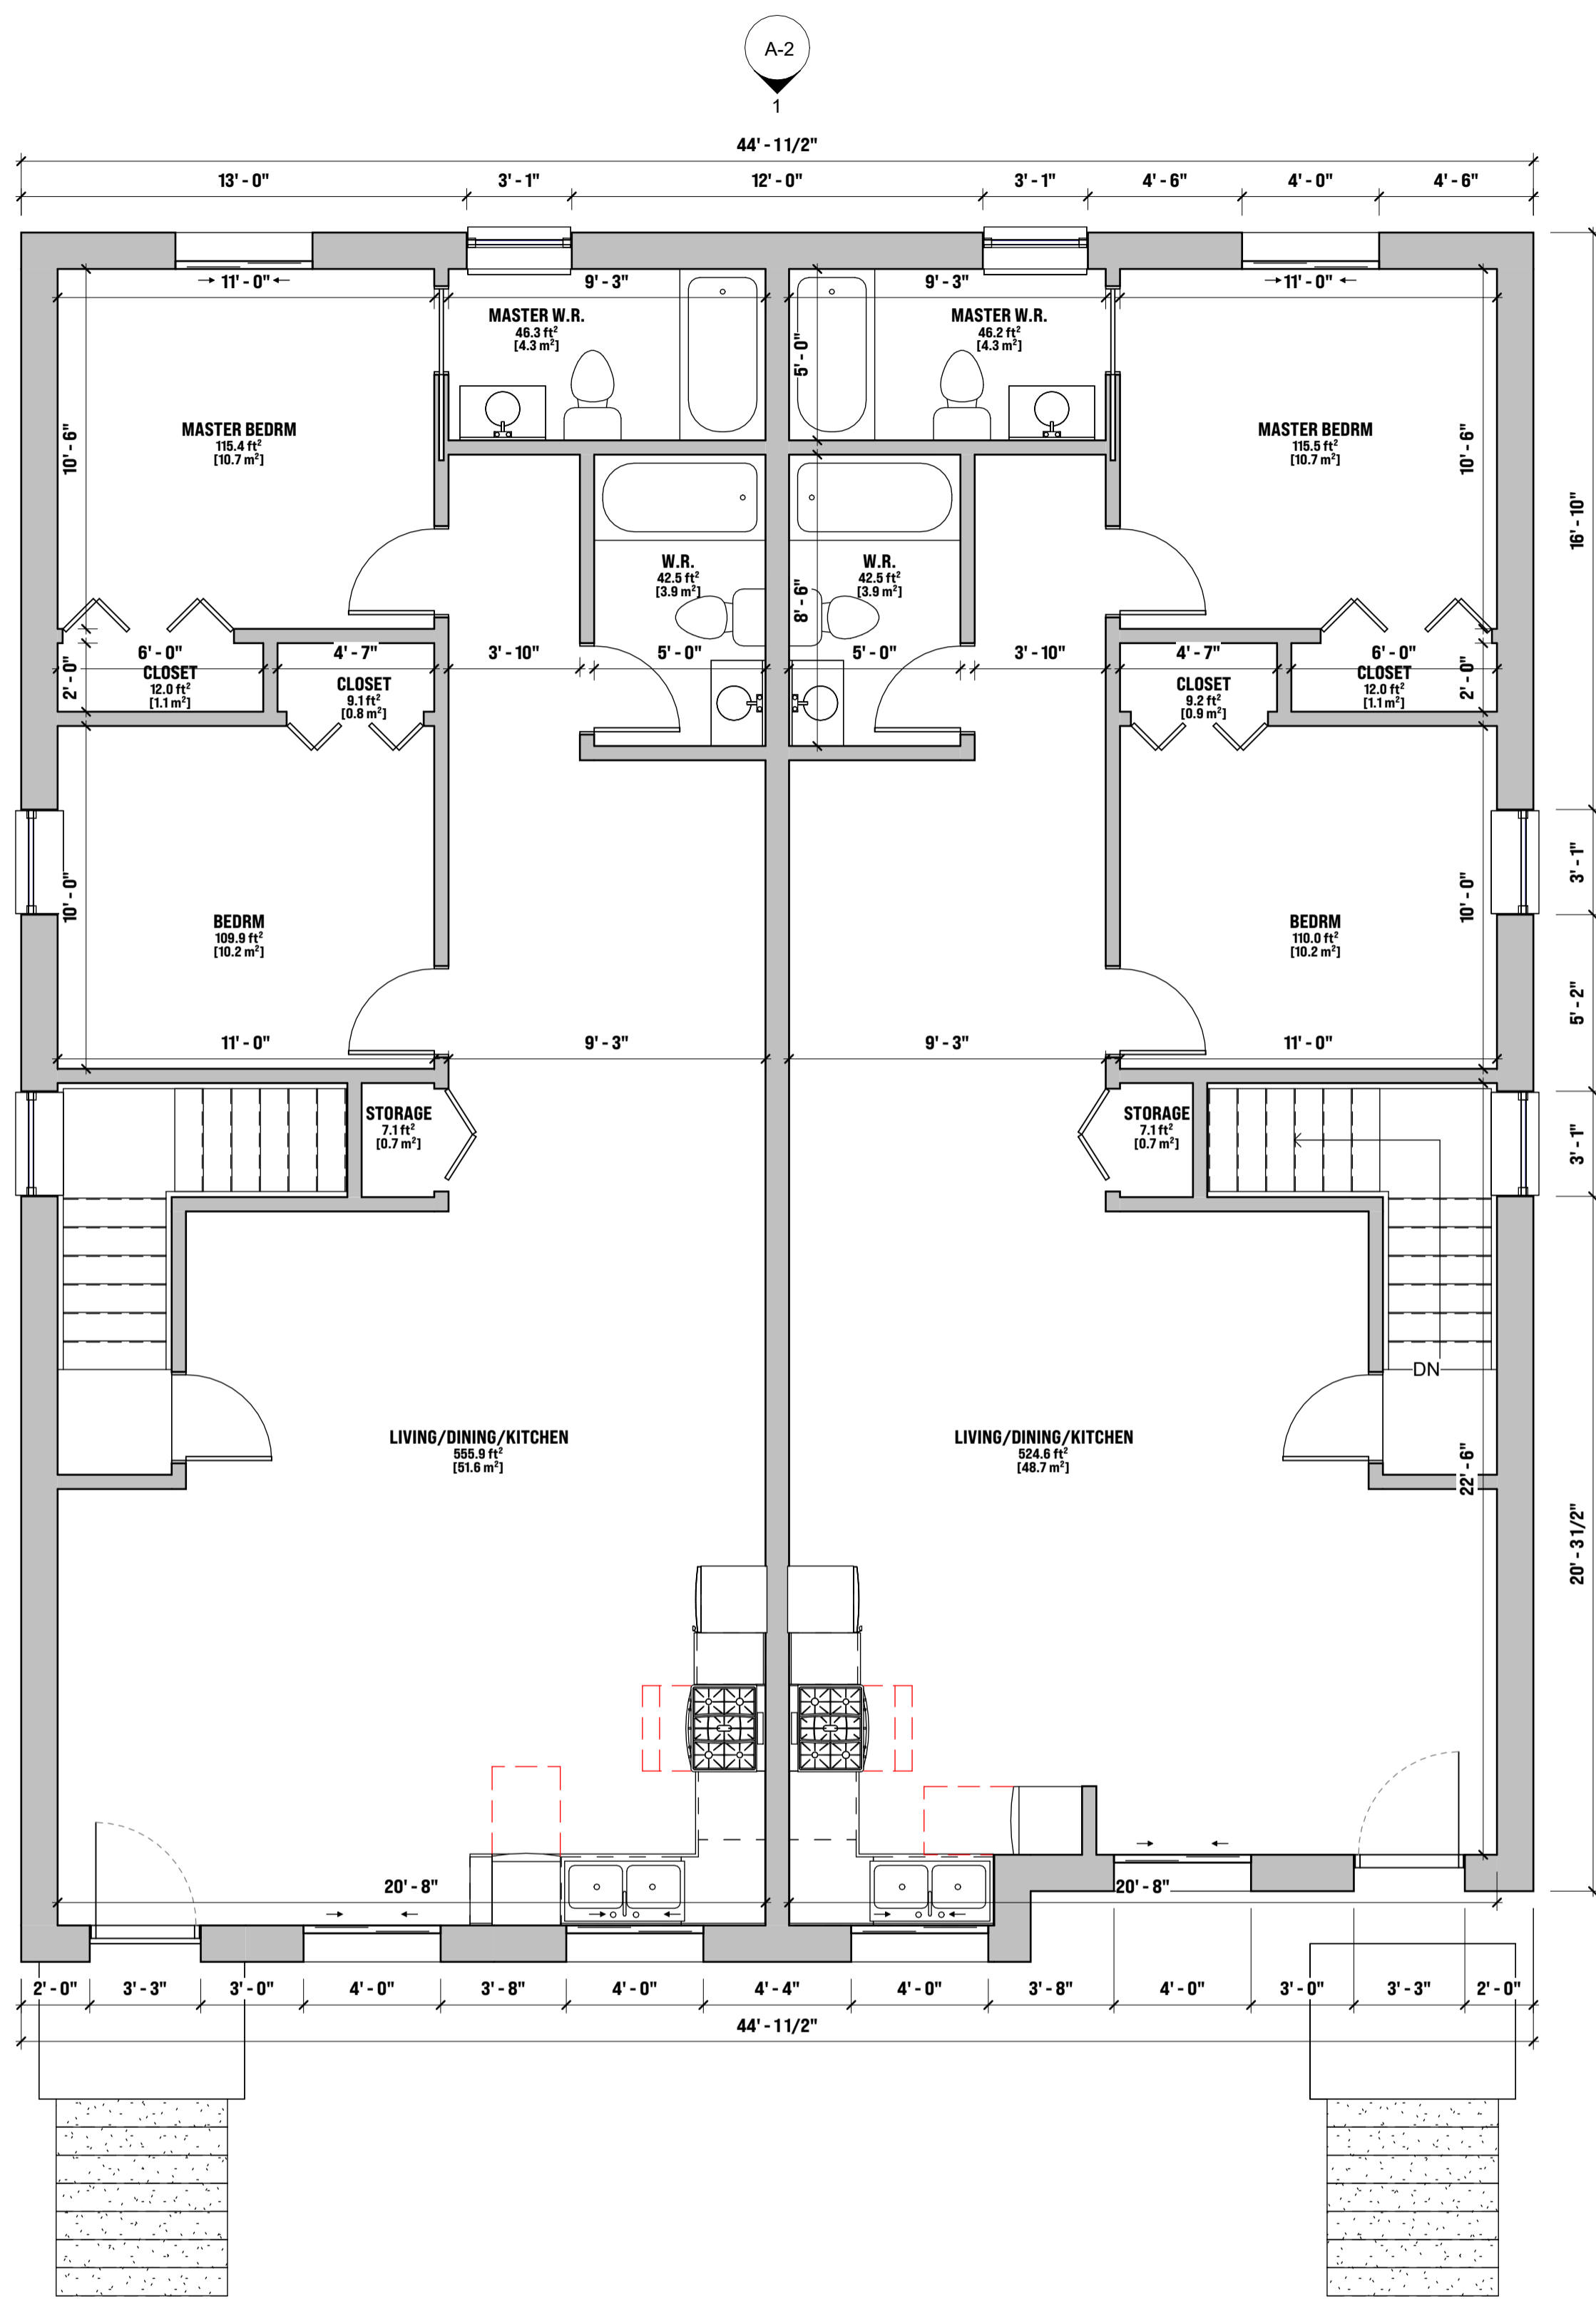 A-2
1
44' - 11/2"
13' - 0" 3' - 1" 12' - 0" 3' - 1" 4' - 6" 4' - 0" 4' - 6"
11' - 0" 9' - 3" 9' - 3" 11' - 0"
MASTER W.R.
46.3 ft²
[4.3 m²]
MASTER W.R.
46.2 ft²
[4.3 m²]
5' - 0"
MASTER BEDRM
115.4 ft²
[10.7 m²]
10' - 6"
MASTER BEDRM
115.5 ft²
[10.7 m²]
10' - 6"
16' - 10"
W.R.
42.5 ft²
[3.9 m²]
W.R.
42.5 ft²
[3.9 m²]
8' - 6"
6' - 0" 4' - 7" 3' - 10" 5' - 0" 5' - 0" 3' - 10" 4' - 7" 6' - 0"
2' - 0"
CLOSET
12.0 ft²
[1.1 m²]
CLOSET
9.1 ft²
[0.8 m²]
CLOSET
9.2 ft²
[0.9 m²]
CLOSET
12.0 ft²
[1.1 m²]
2' - 0"
10' - 0"
BEDRM
109.9 ft²
[10.2 m²]
BEDRM
110.0 ft²
[10.2 m²]
10' - 0"
3' - 1"
5' - 2"
11' - 0" 9' - 3" 9' - 3" 11' - 0"
STORAGE
7.1 ft²
[0.7 m²]
STORAGE
7.1 ft²
[0.7 m²]
3' - 1"
DN
LIVING/DINING/KITCHEN
555.9 ft²
[51.6 m²]
LIVING/DINING/KITCHEN
524.6 ft²
[48.7 m²]
22' - 6"
20' - 3 1/2"
20' - 8" 20' - 8"
2' - 0" 3' - 3" 3' - 0" 4' - 0" 3' - 8" 4' - 0" 4' - 4" 4' - 0" 3' - 8" 4' - 0" 3' - 0" 3' - 3" 2' - 0"
44' - 11/2"